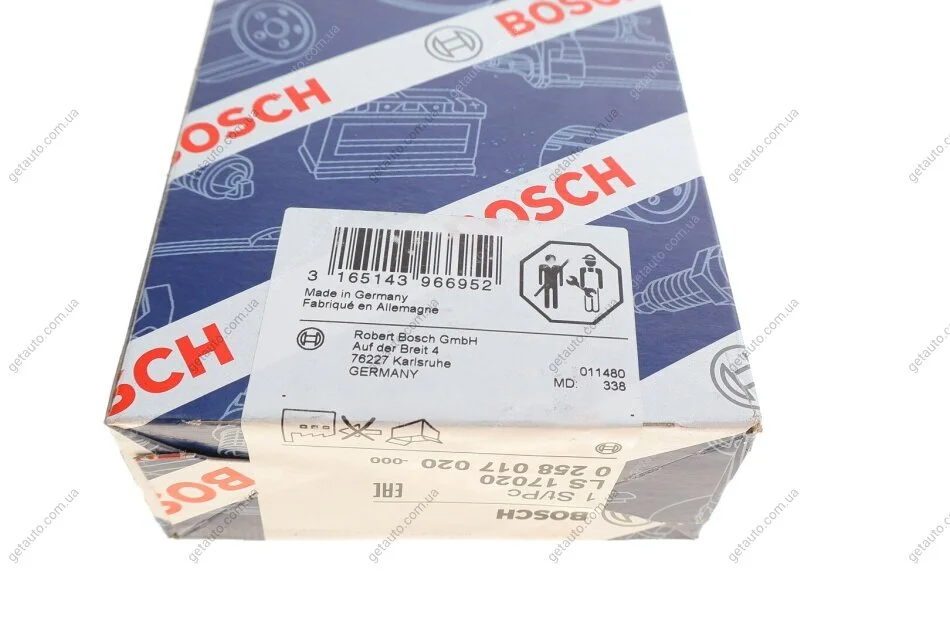 BOSCH
BOSCH
BOSCH
BOSCH
3 165143 966952
Made in Germany
Fabriqué en Allemagne
Robert Bosch GmbH
Auf der Breit 4
76227 Karlsruhe
GERMANY
011480
MD: 338
0 258 017 020 -000
LS 17020
1 St/Pc
EAC
BOSCH
getauto.com.ua